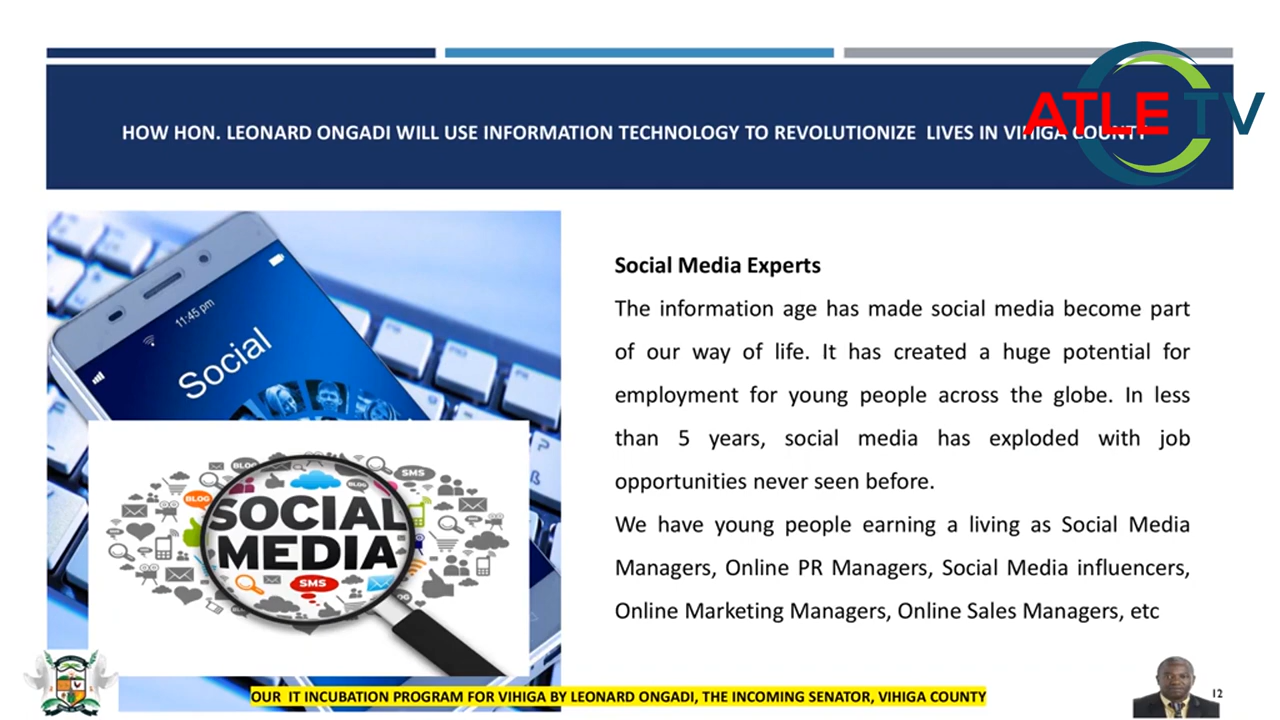 ATLE TV
HOW HON. LEONARD ONGADI WILL USE INFORMATION TECHNOLOGY TO REVOLUTIONIZE LIVES IN VIHIGA COUNTY
11:45 pm
Social
Social Media Experts
The information age has made social media become part
of our way of life. It has created a huge potential for
employment for young people across the globe. In less
than 5 years, social media has exploded with job
opportunities never seen before.
We have young people earning a living as Social Media
Managers, Online PR Managers, Social Media influencers,
Online Marketing Managers, Online Sales Managers, etc
BLOG
SMS
BLOG
BLOG
SOCIAL
MEDIA
SMS
OUR IT INCUBATION PROGRAM FOR VIHIGA BY LEONARD ONGADI, THE INCOMING SENATOR, VIHIGA COUNTY
12